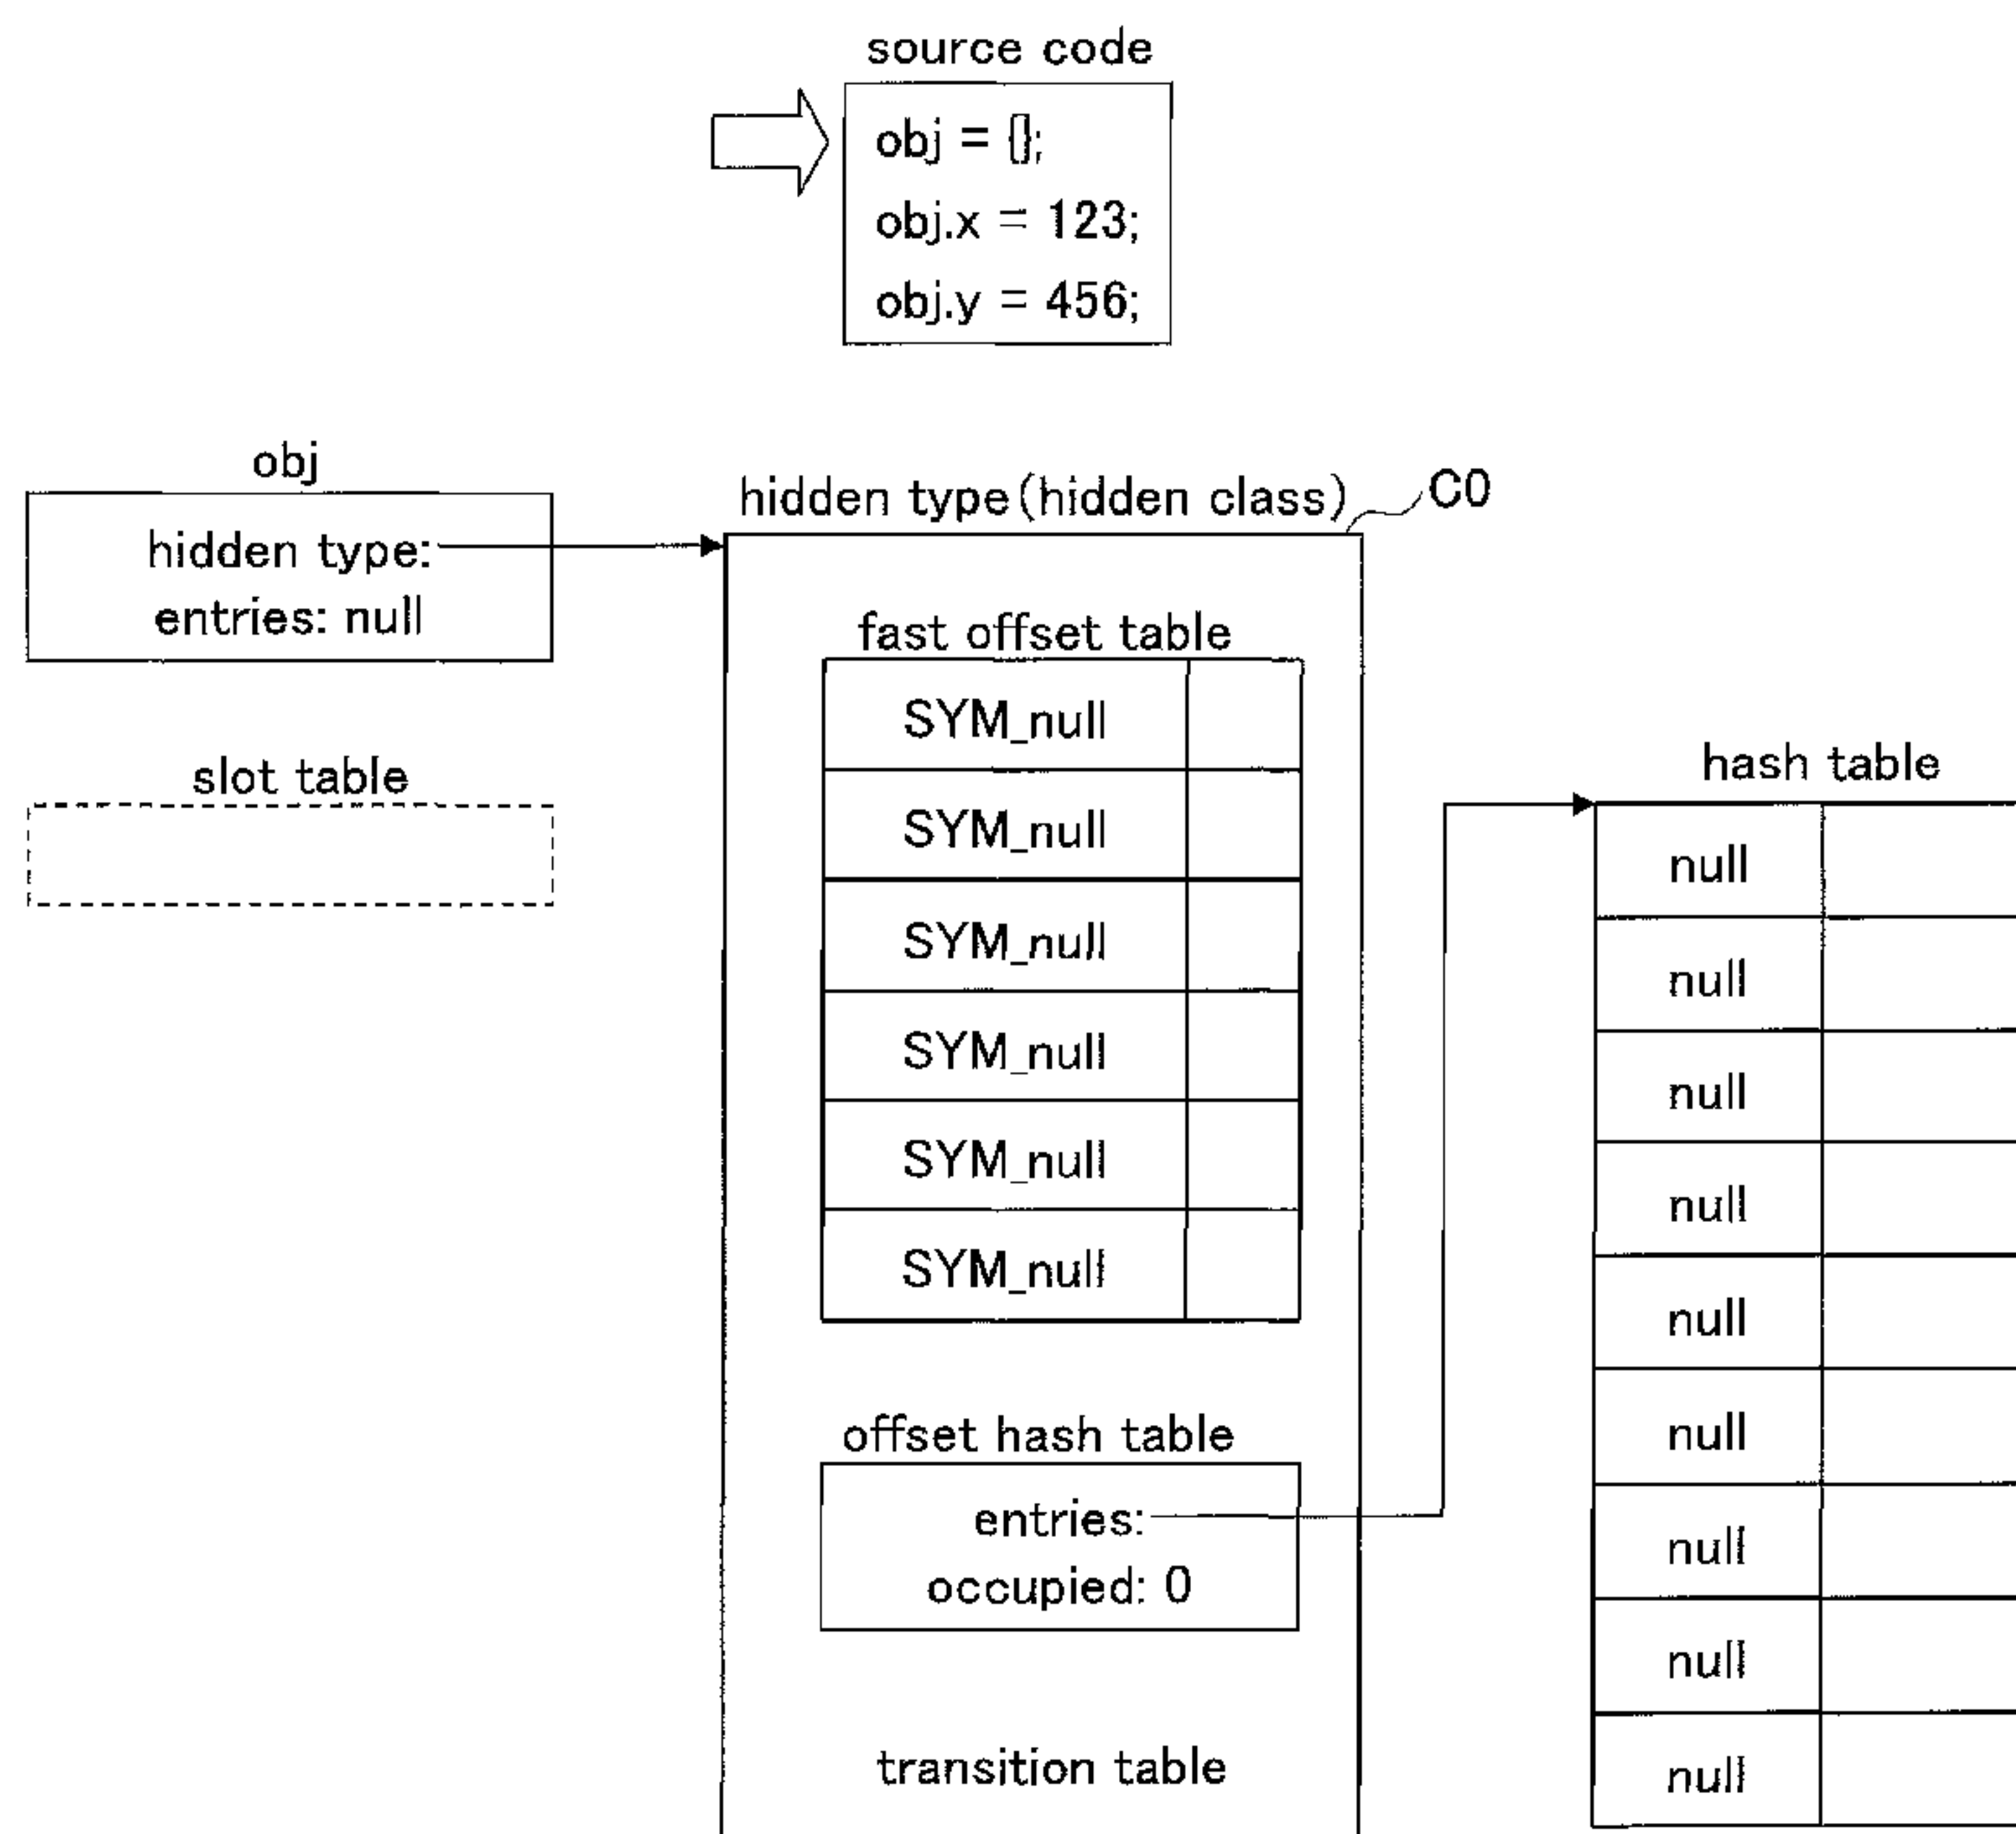 source code
obj = {};
obj.x = 123;
obj.y = 456;
obj
hidden type:
entries: null
slot table
hidden type(hidden class)
C0
fast offset table
SYM_null
SYM_null
SYM_null
SYM_null
SYM_null
SYM_null
offset hash table
entries:
occupied: 0
transition table
hash table
null
null
null
null
null
null
null
null
null